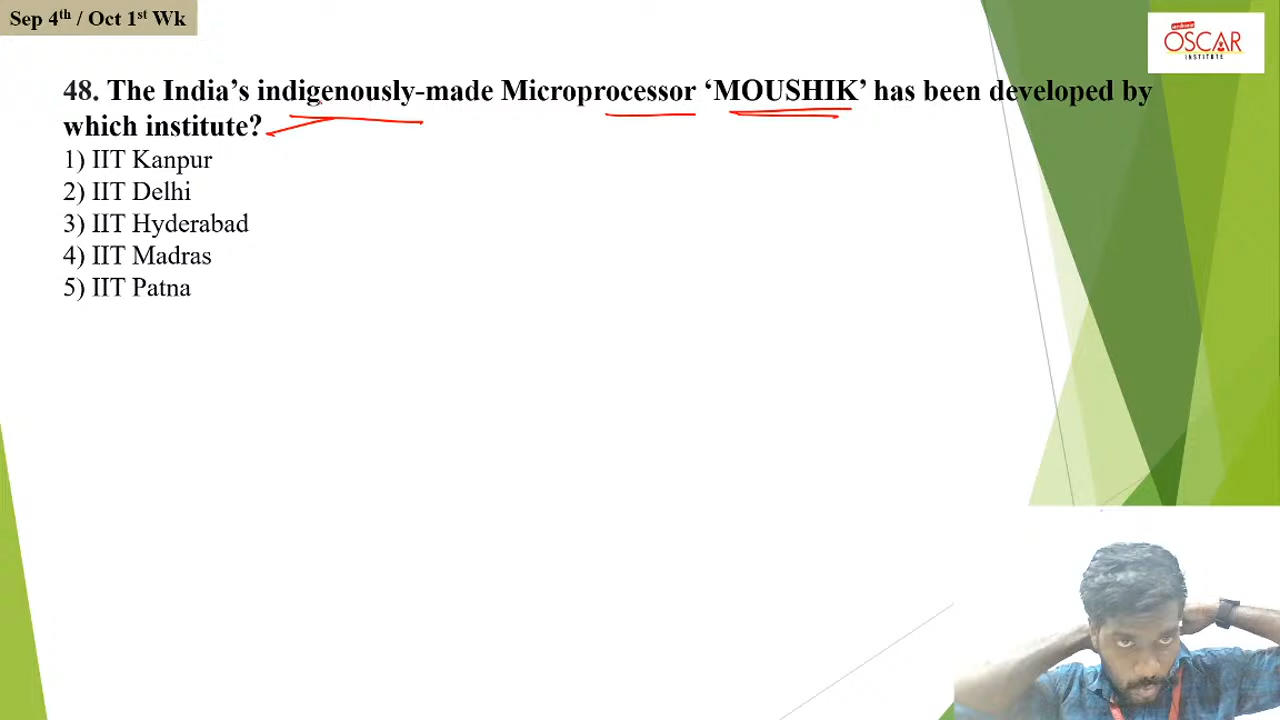 Sep 4th / Oct 1st Wk
OSCAR
INSTITUTE
48. The India's indigenously-made Microprocessor ‘MOUSHIK’ has been developed by
which institute?
1) IIT Kanpur
2) IIT Delhi
3) IIT Hyderabad
4) IIT Madras
5) IIT Patna